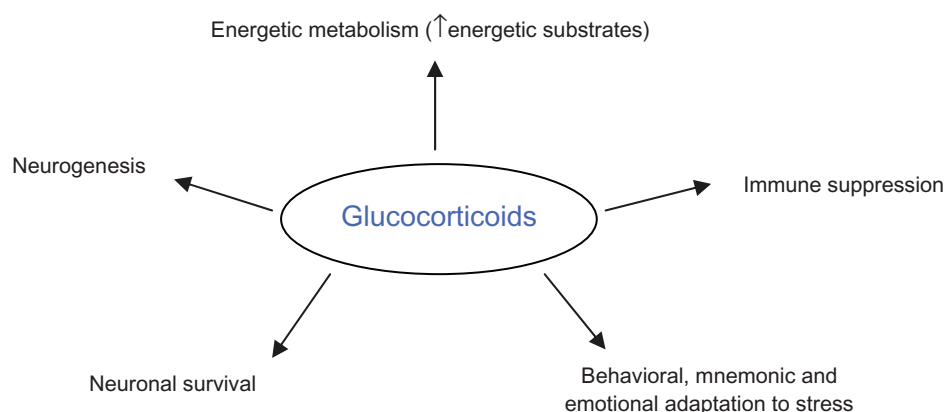 Energetic metabolism (↑energetic substrates)
Neurogenesis
Immune suppression
Glucocorticoids
Neuronal survival
Behavioral, mnemonic and
emotional adaptation to stress